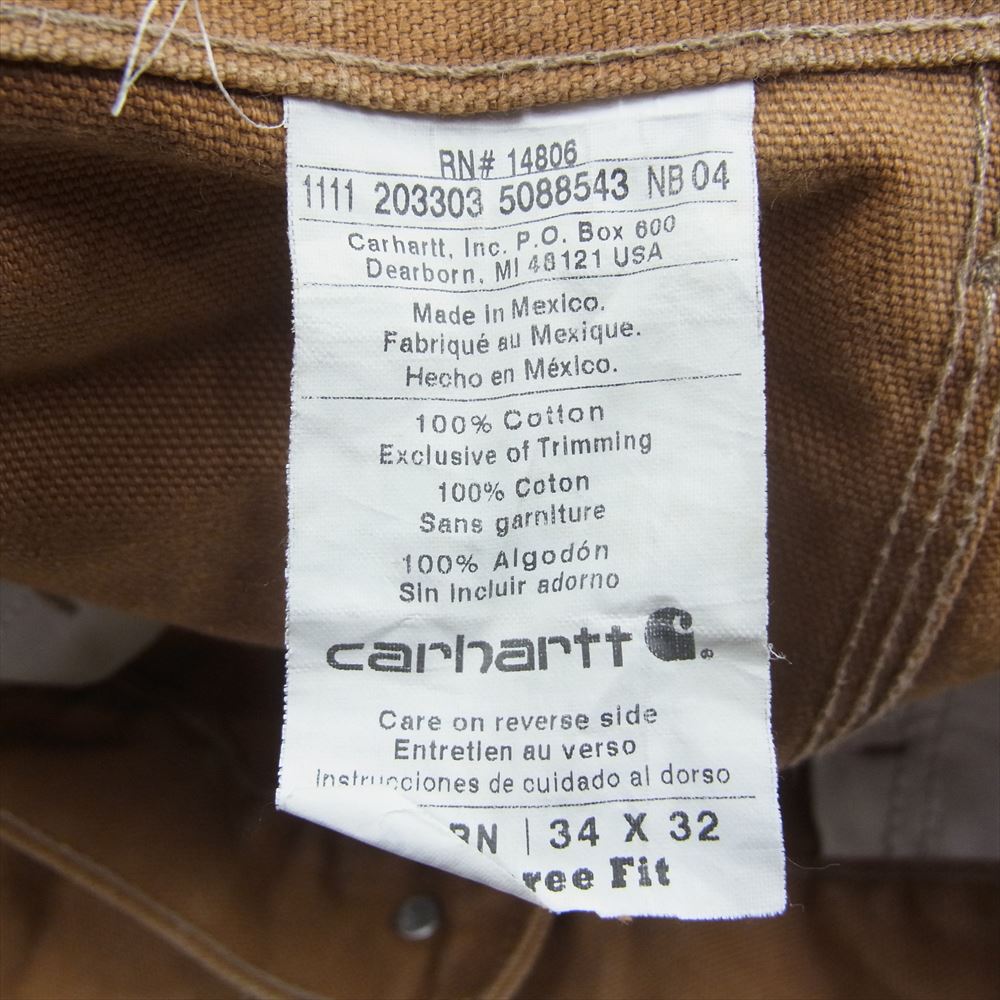 RN# 14806
1111 203303 5088543 NB 04
Carhartt, Inc. P.O. Box 600
Dearborn, MI 48121 USA
Made in Mexico.
Fabriqué au Mexique.
Hecho en México.
100% Cotton
Exclusive of Trimming
100% Coton
Sans garniture
100% Algodón
Sin incluir adorno
carhartt ®
Care on reverse side
Entretien au verso
Instrucciones de cuidado al dorso
RN | 34 X 32
ree Fit